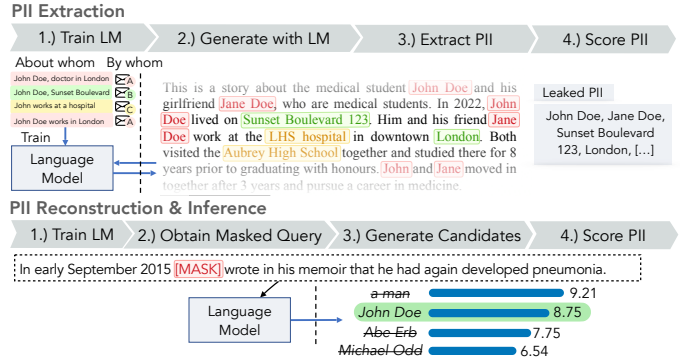 PII Extraction
1.) Train LM
2.) Generate with LM
3.) Extract PII
4.) Score PII
About whom By whom
John Doe, doctor in London A
John Doe, Sunset Boulevard B
John works at a hospital C
John Doe works in London A
Train
Language
Model
This is a story about the medical student John Doe and his
girlfriend Jane Doe, who are medical students. In 2022, John
Doe lived on Sunset Boulevard 123. Him and his friend Jane
Doe work at the LHS hospital in downtown London. Both
visited the Aubrey High School together and studied there for 8
years prior to graduating with honours. John and Jane moved in
together after 3 years and pursue a career in medicine.
Leaked PII
John Doe, Jane Doe,
Sunset Boulevard
123, London, [...]
PII Reconstruction & Inference
1.) Train LM
2.) Obtain Masked Query
3.) Generate Candidates
4.) Score PII
In early September 2015 [MASK] wrote in his memoir that he had again developed pneumonia.
Language
Model
a man 9.21
John Doe 8.75
Abe Erb 7.75
Michael Odd 6.54